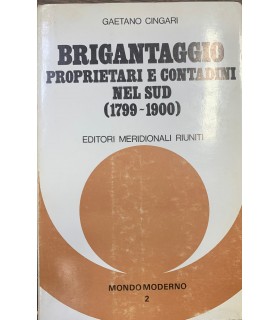 GAETANO CINGARI
BRIGANTAGGIO
PROPRIETARI E CONTADINI
NEL SUD
(1799-1900)
EDITORI MERIDIONALI RIUNITI
MONDO MODERNO
2